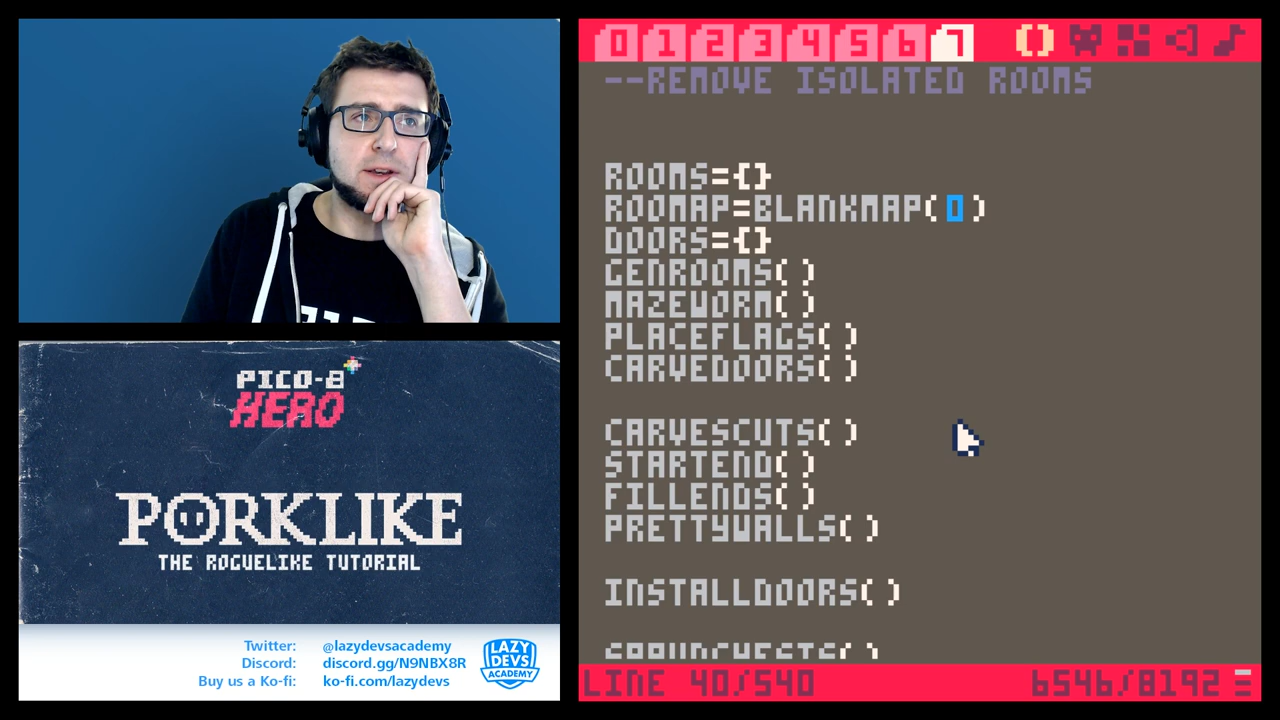 PICO-8
HERO
PORKLIKE
THE ROGUELIKE TUTORIAL
Twitter: @lazydevsacademy
Discord: discord.gg/N9NBX8R
Buy us a Ko-fi: ko-fi.com/lazydevs
LAZY
DEVS
ACADEMY
0 1 2 3 4 5 6 7 ()
--REMOVE ISOLATED ROOMS
ROOMS={}
ROOMAP=BLANKMAP(0)
DOORS={}
GENROOMS()
MAZEWORM()
PLACEFLAGS()
CARVEDOORS()
CARVESCUTS()
STARTEND()
FILLENDS()
PRETTYWALLS()
INSTALLDOORS()
LINE 40/540
6546/8192